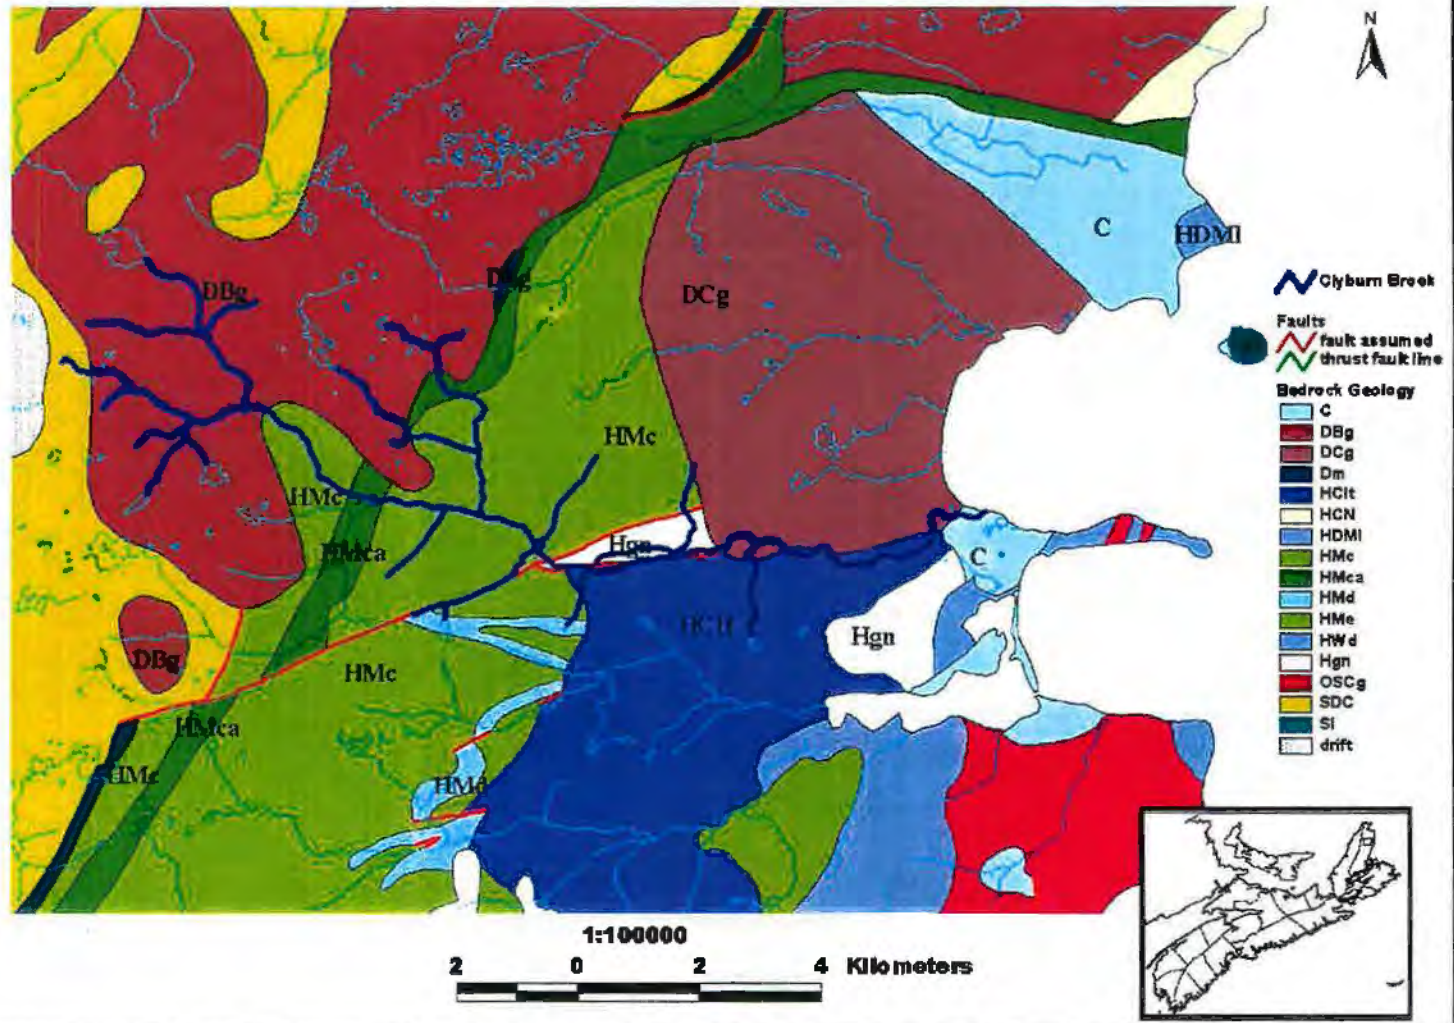 N
C
HDMI
DBg
DCg
Clyburn Brook
Faults
fault assumed
thrust fault line
Bedrock Geology
C
DBg
DCg
Dm
HClt
HCN
HDMI
HMc
HMca
HMd
HMe
HWd
Hgn
OSCg
SDC
SI
drift
HMc
HMc
HMca
Hgn
C
Hgn
DBg
HMc
HMca
HMc
HMd
1:100000
2 0 2 4 Kilometers